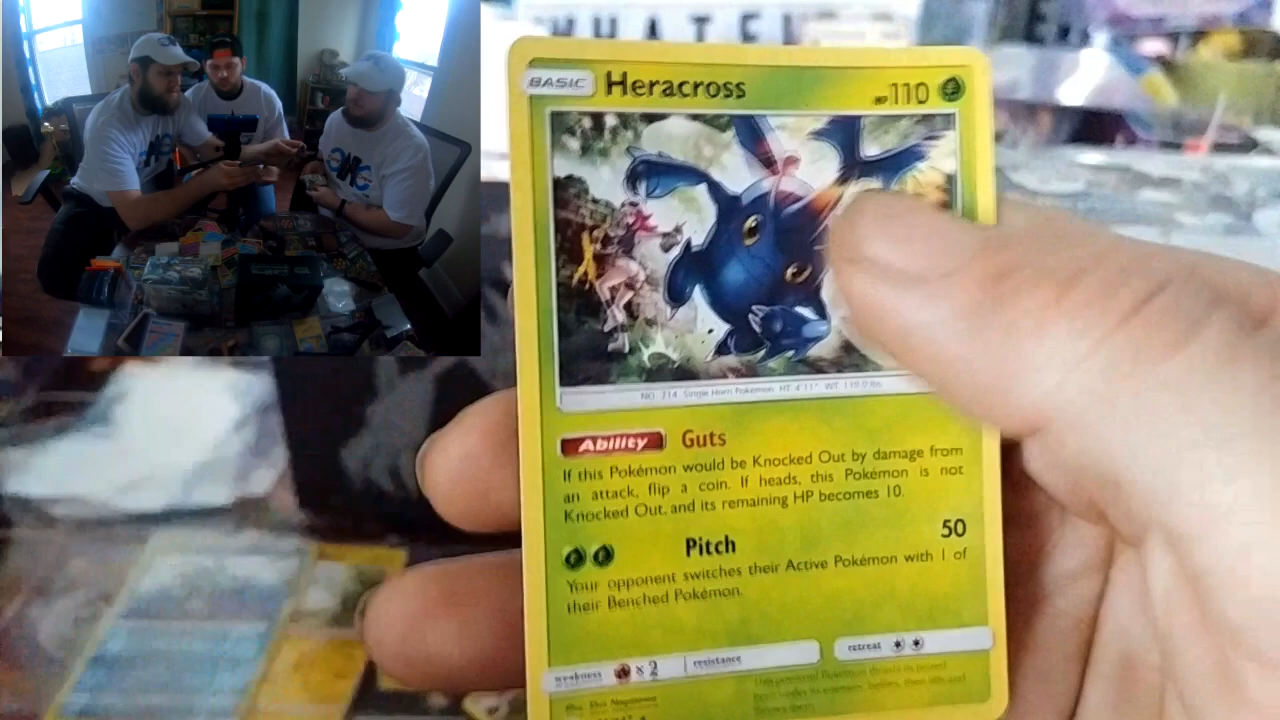 WHATEV
BASIC Heracross HP 110
NO. 214 Single Horn Pokémon HT 4'11" WT 119.0 lbs.
Ability Guts
If this Pokémon would be Knocked Out by damage from
an attack, flip a coin. If heads, this Pokémon is not
Knocked Out, and its remaining HP becomes 10.
Pitch 50
Your opponent switches their Active Pokémon with 1 of
their Benched Pokémon.
weakness ×2 resistance retreat